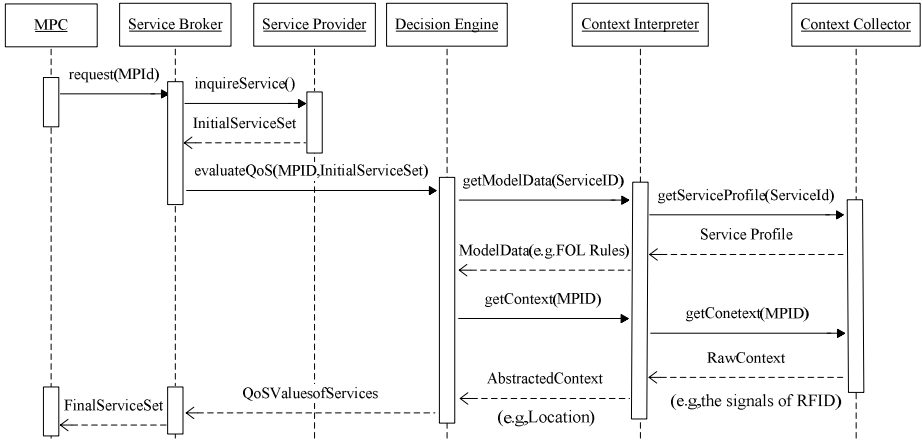 MPC
Service Broker
Service Provider
Decision Engine
Context Interpreter
Context Collector
request(MPId)
inquireService()
InitialServiceSet
evaluateQoS(MPID,InitialServiceSet)
getModelData(ServiceID)
getServiceProfile(ServiceId)
Service Profile
ModelData(e.g.FOL Rules)
getContext(MPID)
getConetext(MPID)
RawContext
(e.g,the signals of RFID)
AbstractedContext
(e.g,Location)
QoSValuesofServices
FinalServiceSet